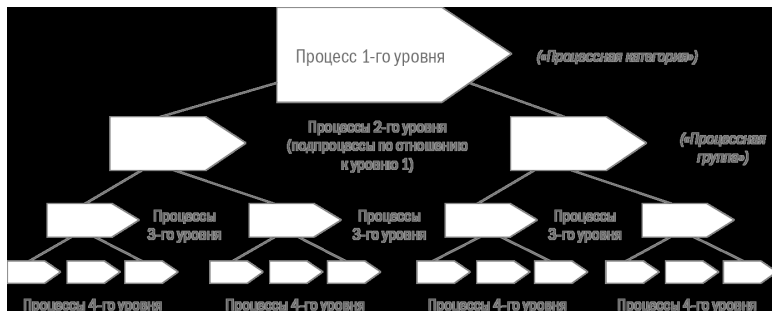 Процесс 1-го уровня
(«Процессная категория»)
Процессы 2-го уровня
(подпроцессы по отношению
к уровню 1)
(«Процессная
группа»)
Процессы
3-го уровня
Процессы
3-го уровня
Процессы
3-го уровня
Процессы 4-го уровня
Процессы 4-го уровня
Процессы 4-го уровня
Процессы 4-го уровня